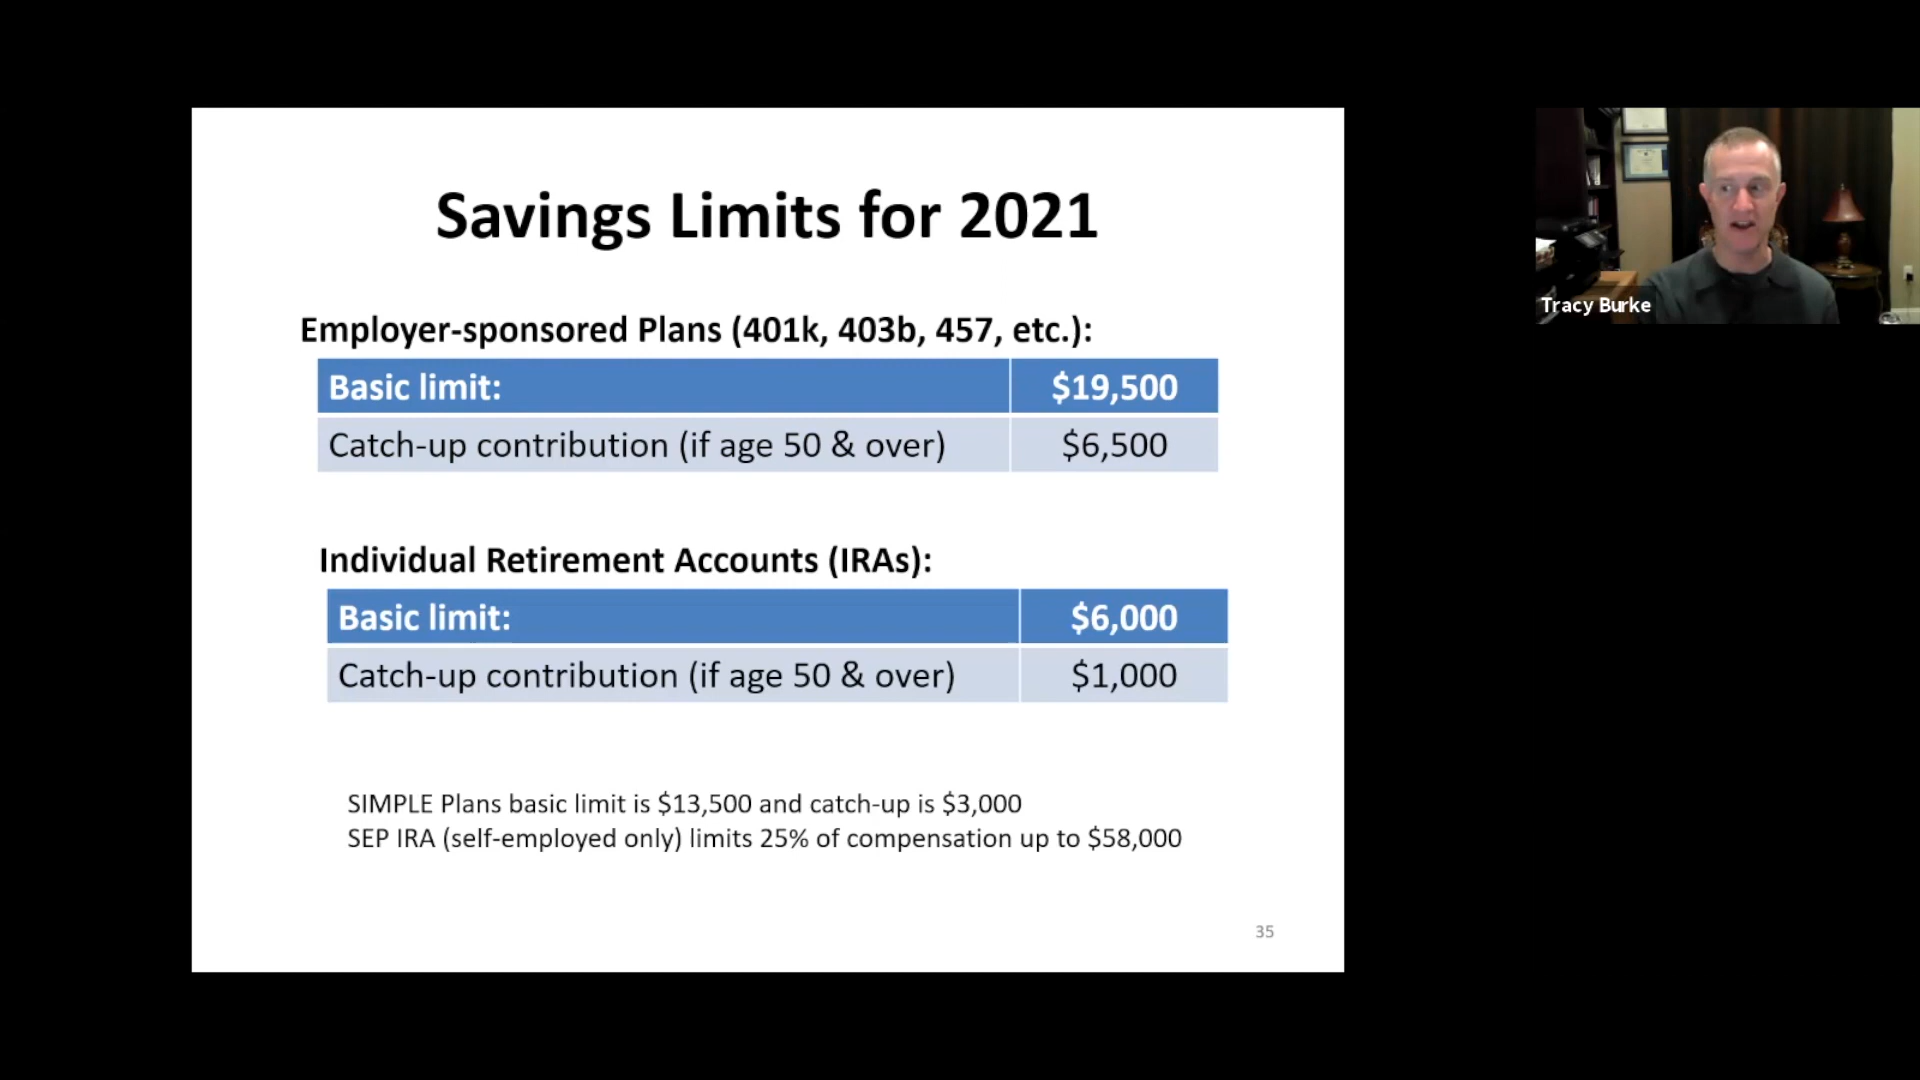 Savings Limits for 2021
Employer-sponsored Plans (401k, 403b, 457, etc.):
Basic limit: $19,500
Catch-up contribution (if age 50 & over) $6,500
Individual Retirement Accounts (IRAs):
Basic limit: $6,000
Catch-up contribution (if age 50 & over) $1,000
SIMPLE Plans basic limit is $13,500 and catch-up is $3,000
SEP IRA (self-employed only) limits 25% of compensation up to $58,000
35
Tracy Burke